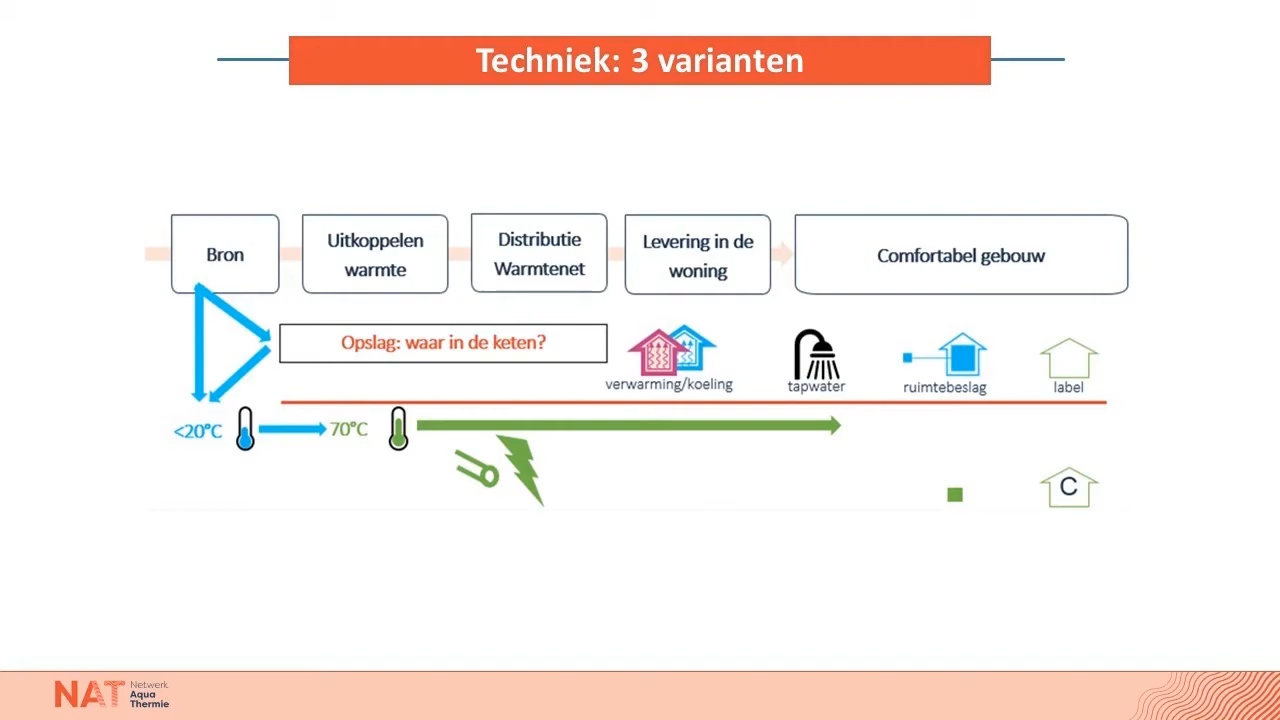 Techniek: 3 varianten
Bron
Uitkoppelen
warmte
Distributie
Warmtenet
Levering in de
woning
Comfortabel gebouw
Opslag: waar in de keten?
verwarming/koeling
tapwater
ruimtebeslag
label
<20°C
70°C
C
NAT
Netwerk
Aqua
Thermie